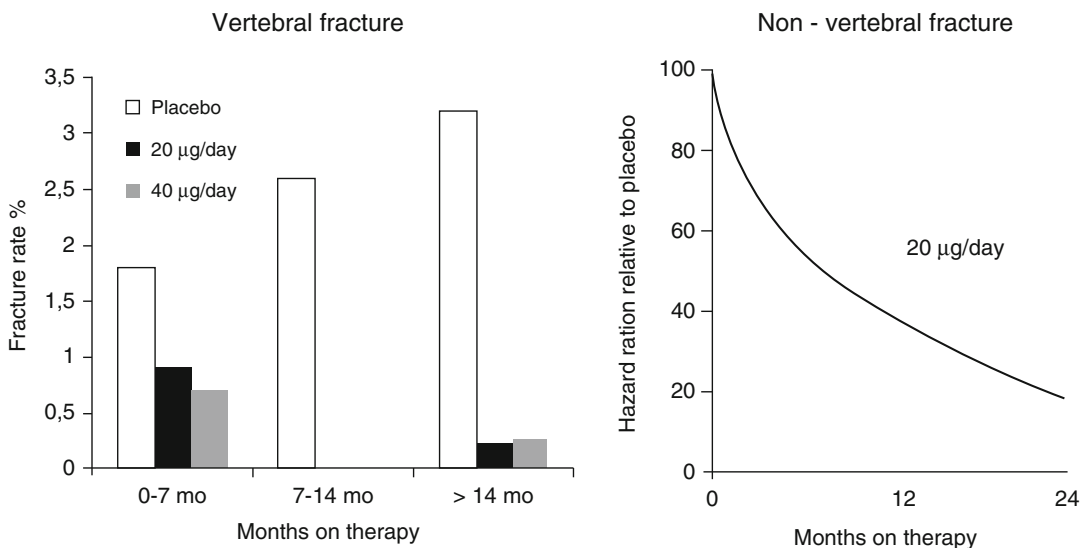 Vertebral fracture
Fracture rate %
3,5
3
2,5
2
1,5
1
0,5
0
Placebo
20 μg/day
40 μg/day
0-7 mo
7-14 mo
> 14 mo
Months on therapy
Non - vertebral fracture
Hazard ration relative to placebo
100
80
60
40
20
0
20 μg/day
0
12
24
Months on therapy